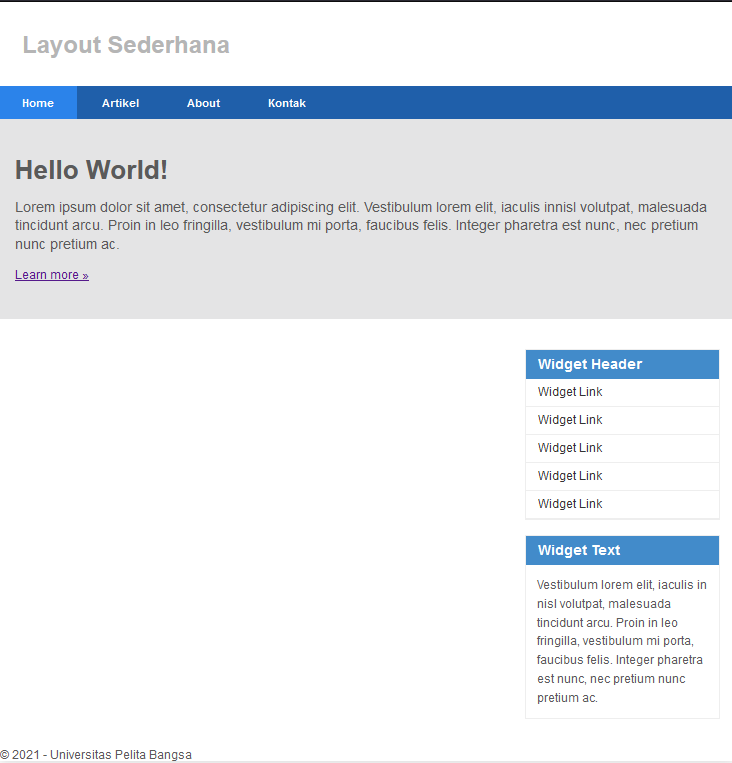 Layout Sederhana
Home Artikel About Kontak
Hello World!
Lorem ipsum dolor sit amet, consectetur adipiscing elit. Vestibulum lorem elit, iaculis innisl volutpat, malesuada
tincidunt arcu. Proin in leo fringilla, vestibulum mi porta, faucibus felis. Integer pharetra est nunc, nec pretium
nunc pretium ac.
Learn more »
Widget Header
Widget Link
Widget Link
Widget Link
Widget Link
Widget Link
Widget Text
Vestibulum lorem elit, iaculis in
nisl volutpat, malesuada
tincidunt arcu. Proin in leo
fringilla, vestibulum mi porta,
faucibus felis. Integer pharetra
est nunc, nec pretium nunc
pretium ac.
© 2021 - Universitas Pelita Bangsa